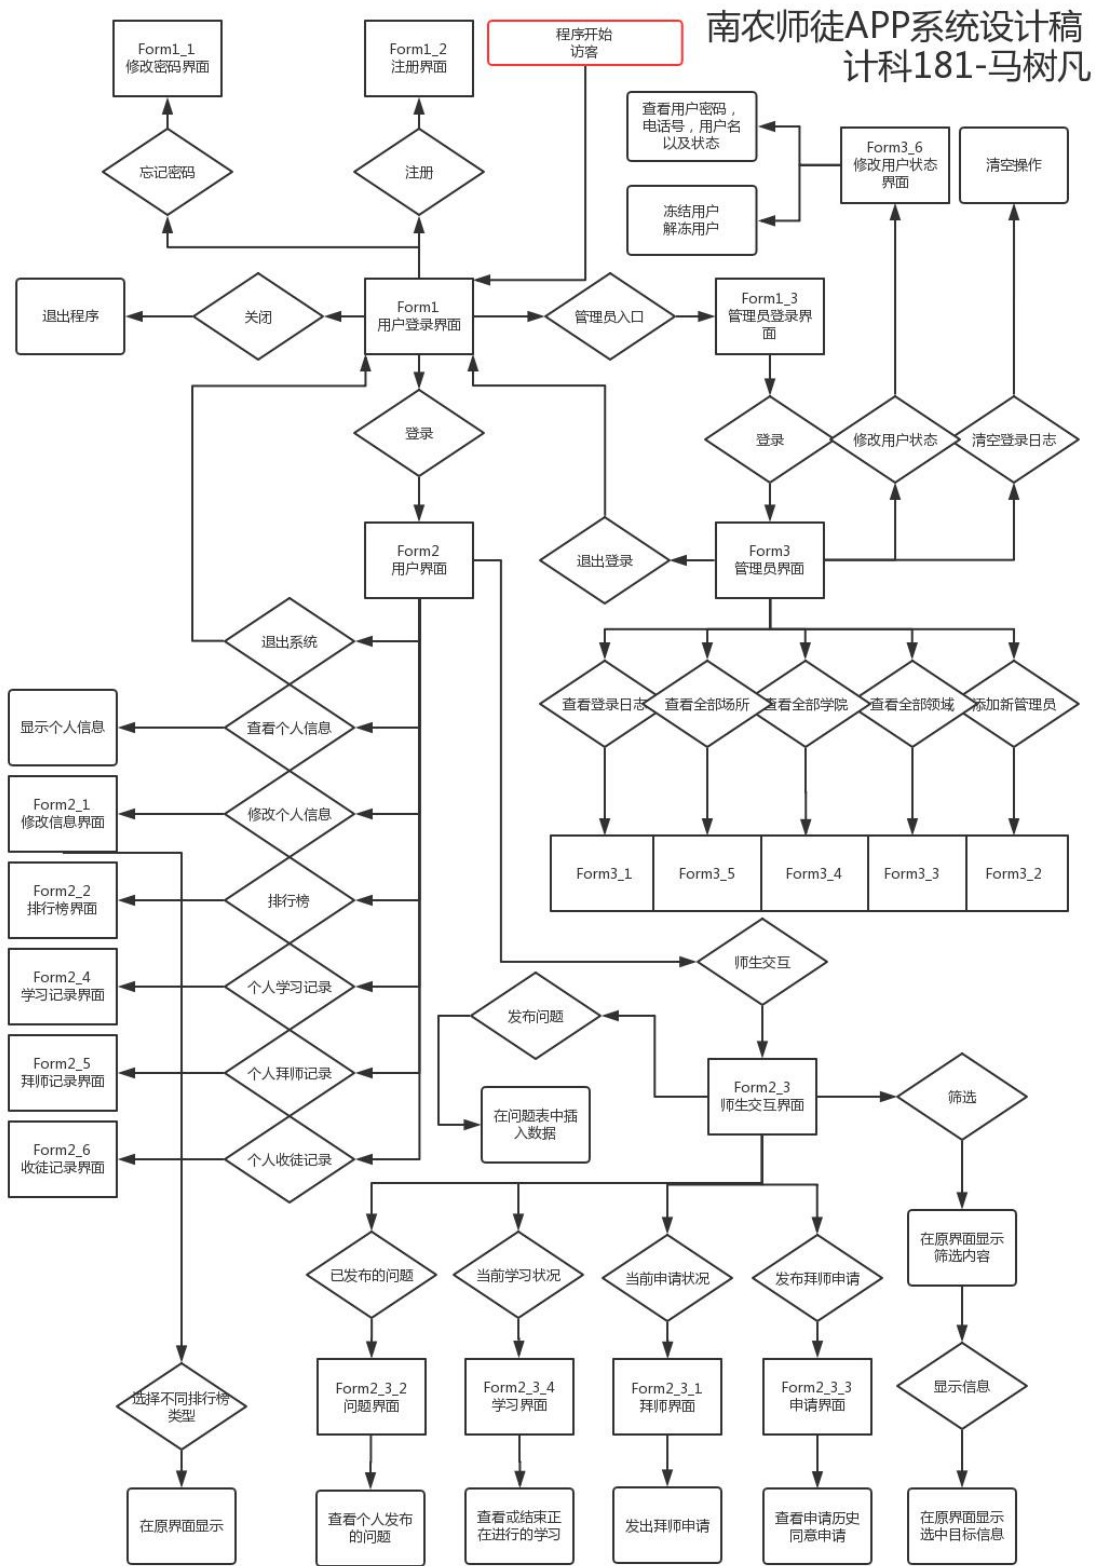 南农师徒APP系统设计稿
计科181-马树凡
程序开始
访客
Form1_1
修改密码界面
Form1_2
注册界面
查看用户密码，
电话号，用户名
以及状态
Form3_6
修改用户状态
界面
清空操作
忘记密码
注册
冻结用户
解冻用户
退出程序
关闭
Form1
用户登录界面
管理员入口
Form1_3
管理员登录界
面
登录
登录
修改用户状态
清空登录日志
Form2
用户界面
退出登录
Form3
管理员界面
退出系统
查看登录日志
查看全部场所
查看全部学院
查看全部领域
添加新管理员
显示个人信息
查看个人信息
Form2_1
修改信息界面
修改个人信息
Form3_1
Form3_5
Form3_4
Form3_3
Form3_2
Form2_2
排行榜界面
排行榜
师生交互
Form2_4
学习记录界面
个人学习记录
发布问题
Form2_5
拜师记录界面
个人拜师记录
Form2_3
师生交互界面
筛选
在问题表中插
入数据
Form2_6
收徒记录界面
个人收徒记录
在原界面显示
筛选内容
已发布的问题
当前学习状况
当前申请状况
发布拜师申请
选择不同排行榜
类型
Form2_3_2
问题界面
Form2_3_4
学习界面
Form2_3_1
拜师界面
Form2_3_3
申请界面
显示信息
在原界面显示
查看个人发布
的问题
查看或结束正
在进行的学习
发出拜师申请
查看申请历史
同意申请
在原界面显示
选中目标信息